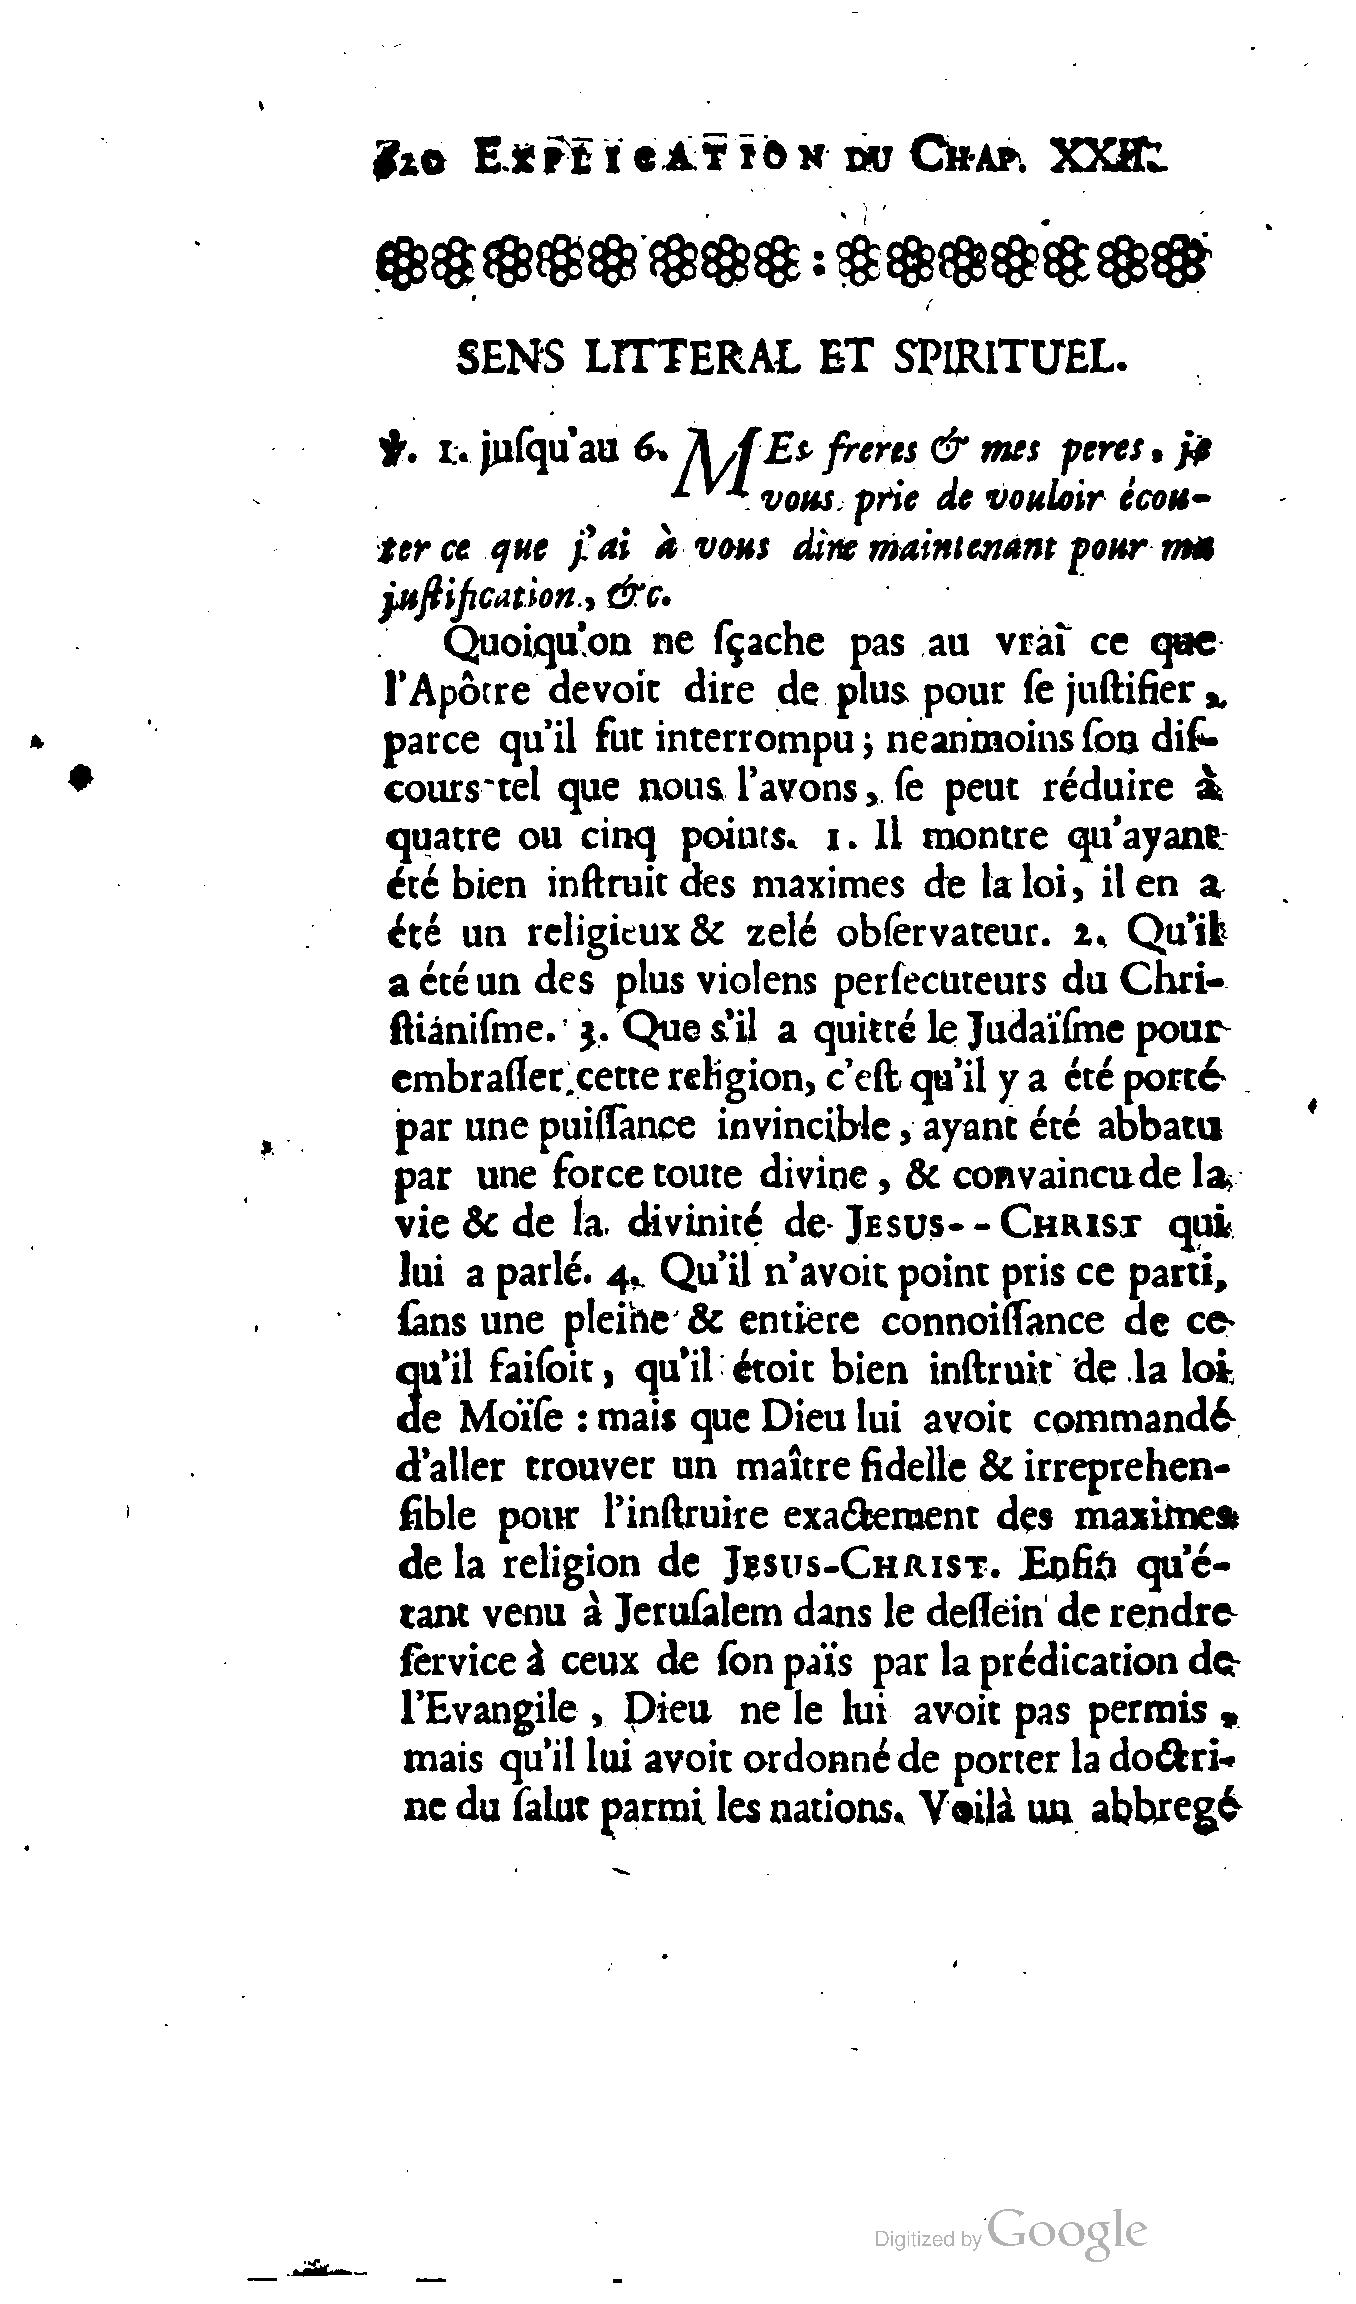 720 EXPLICATION DU CHAP. XXII.
SENS LITTERAL ET SPIRITUEL.
℣. 1. juſqu'au 6. MEs freres & mes peres, je
vous prie de vouloir écou-
ter ce que j'ai à vous dire maintenant pour ma
juſtification, &c.
Quoiqu'on ne ſçache pas au vrai ce que
l'Apôtre devoit dire de plus pour ſe juſtifier,
parce qu'il fut interrompu; neanmoins ſon diſ-
cours tel que nous l'avons, ſe peut réduire à
quatre ou cinq points. 1. Il montre qu'ayant
été bien inſtruit des maximes de la loi, il en a
été un religieux & zelé obſervateur. 2. Qu'il
a été un des plus violens perſecuteurs du Chri-
ſtianiſme. 3. Que s'il a quitté le Judaïſme pour
embraſſer cette religion, c'eſt qu'il y a été porté
par une puiſſance invincible, ayant été abbatu
par une force toute divine, & convaincu de la
vie & de la divinité de JESUS--CHRIST qui
lui a parlé. 4. Qu'il n'avoit point pris ce parti,
ſans une pleine & entiere connoiſſance de ce
qu'il faiſoit, qu'il étoit bien inſtruit de la loi
de Moïſe : mais que Dieu lui avoit commandé
d'aller trouver un maître fidelle & irreprehen-
ſible pour l'inſtruire exactement des maximes
de la religion de JESUS-CHRIST. Enfin qu'é-
tant venu à Jeruſalem dans le deſſein de rendre
ſervice à ceux de ſon païs par la prédication de
l'Evangile, Dieu ne le lui avoit pas permis,
mais qu'il lui avoit ordonné de porter la doctri-
ne du ſalut parmi les nations. Voilà un abbregé
Digitized by Google